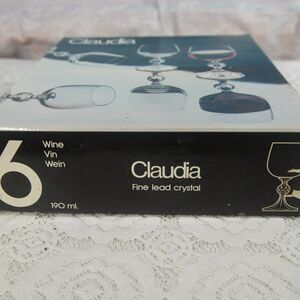 Claudia
6
Wine
Vin
Wein
190 ml.
Claudia
Fine lead crystal